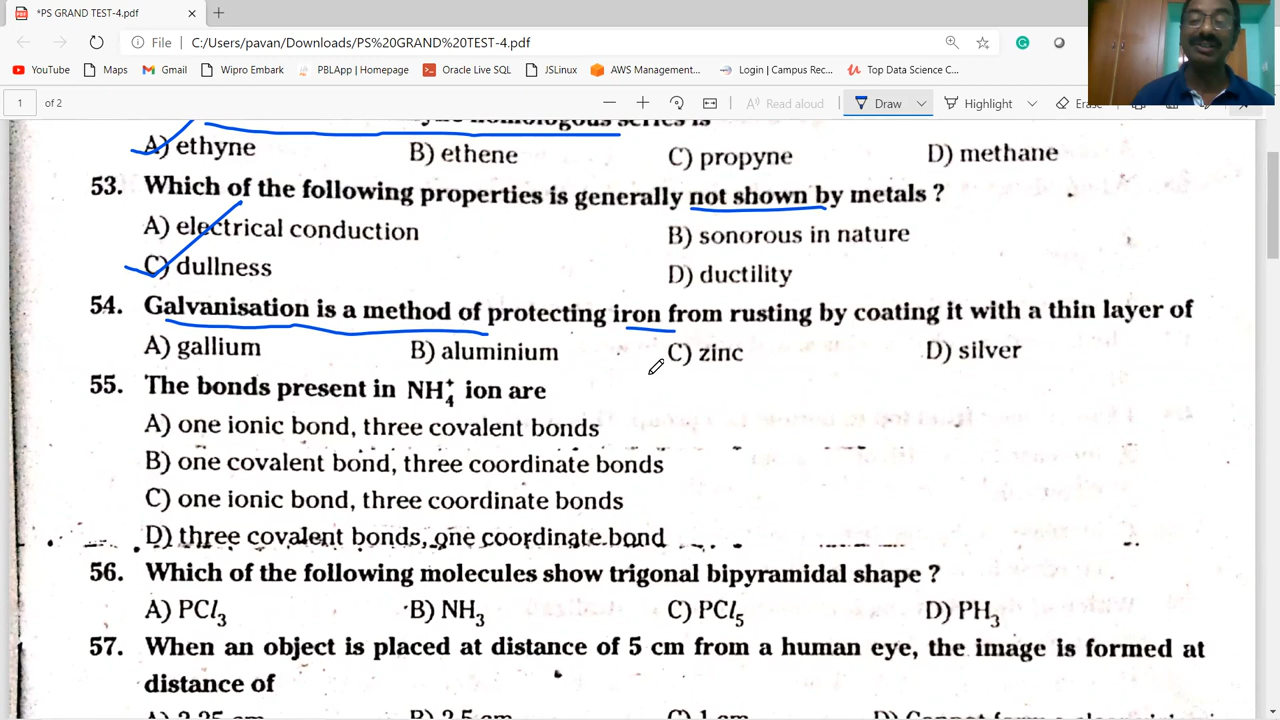 *PS GRAND TEST-4.pdf
File C:/Users/pavan/Downloads/PS%20GRAND%20TEST-4.pdf
YouTube Maps Gmail Wipro Embark PBLApp | Homepage Oracle Live SQL JSLinux AWS Management... Login | Campus Rec... Top Data Science C...
1 of 2 Read aloud Draw Highlight
homologous series is
A) ethyne B) ethene C) propyne D) methane
53. Which of the following properties is generally not shown by metals ?
A) electrical conduction B) sonorous in nature
C) dullness D) ductility
54. Galvanisation is a method of protecting iron from rusting by coating it with a thin layer of
A) gallium B) aluminium C) zinc D) silver
55. The bonds present in NH₄⁺ ion are
A) one ionic bond, three covalent bonds
B) one covalent bond, three coordinate bonds
C) one ionic bond, three coordinate bonds
D) three covalent bonds, one coordinate bond
56. Which of the following molecules show trigonal bipyramidal shape ?
A) PCl₃ B) NH₃ C) PCl₅ D) PH₃
57. When an object is placed at distance of 5 cm from a human eye, the image is formed at
distance of